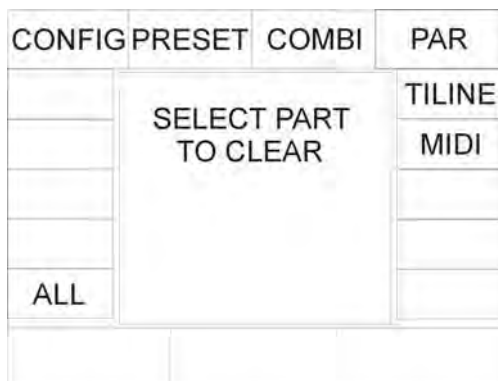 CONFIG PRESET COMBI PAR
TILINE
SELECT PART
TO CLEAR
MIDI
ALL